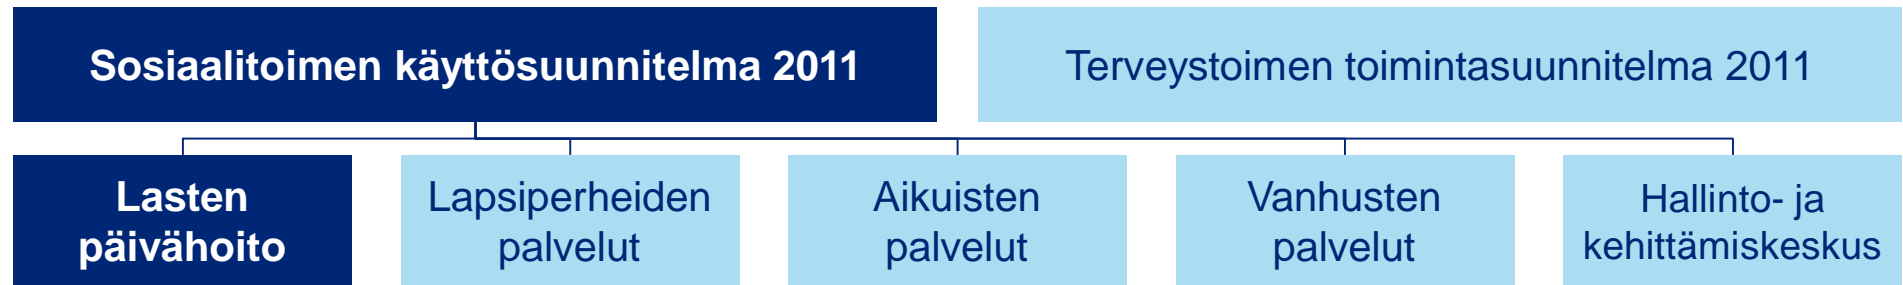 Sosiaalitoimen käyttösuunnitelma 2011
Terveystoimen toimintasuunnitelma 2011
Lasten
päivähoito
Lapsiperheiden
palvelut
Aikuisten
palvelut
Vanhusten
palvelut
Hallinto- ja
kehittämiskeskus